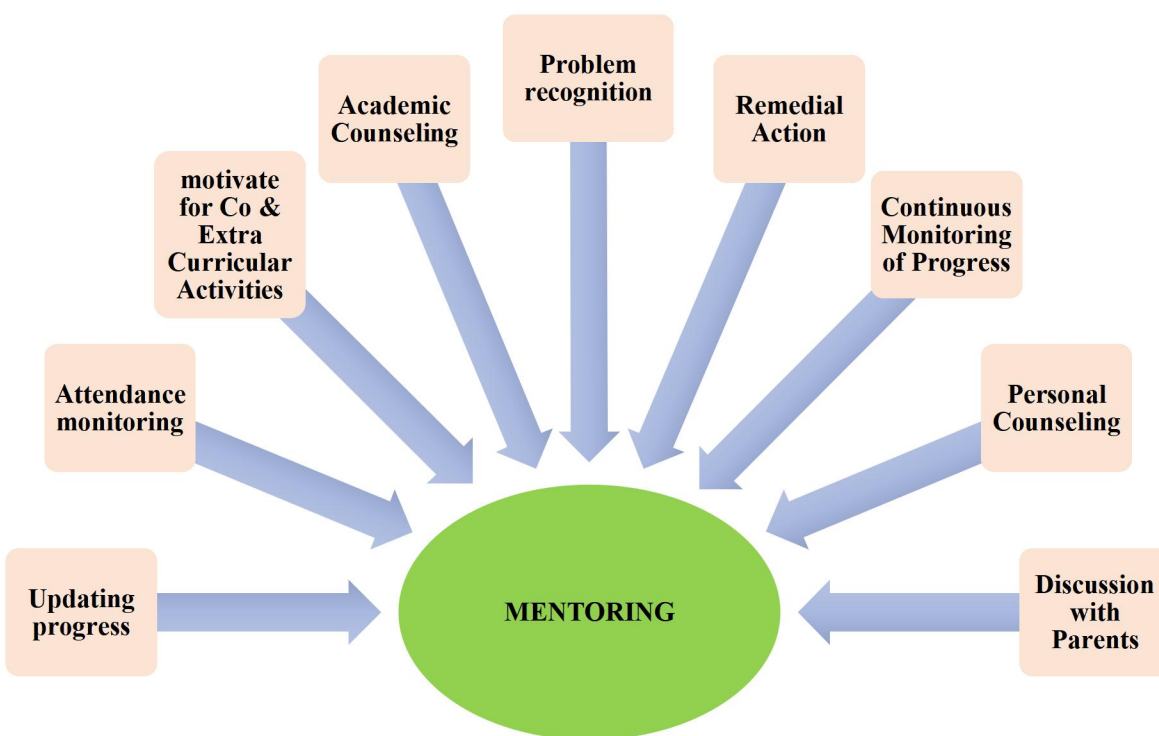 Problem
recognition
Academic
Counseling
Remedial
Action
motivate
for Co &
Extra
Curricular
Activities
Continuous
Monitoring
of Progress
Attendance
monitoring
Personal
Counseling
Updating
progress
MENTORING
Discussion
with
Parents